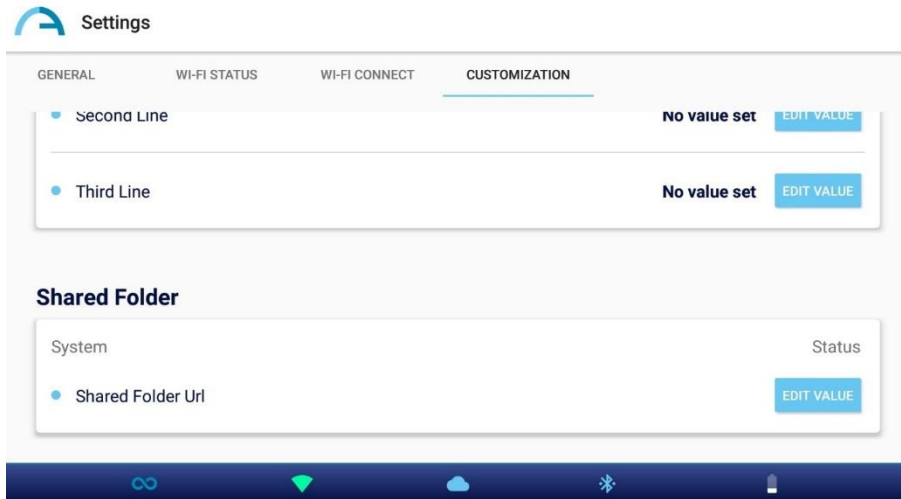 Settings
GENERAL WI-FI STATUS WI-FI CONNECT CUSTOMIZATION
Second Line No value set EDIT VALUE
Third Line No value set EDIT VALUE
Shared Folder
System Status
Shared Folder Url EDIT VALUE